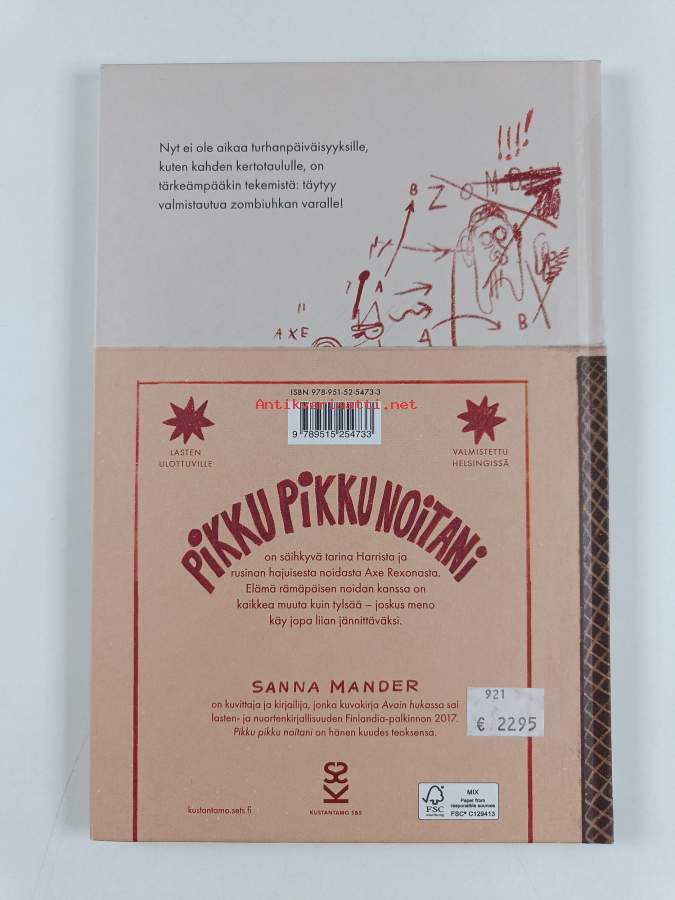 Nyt ei ole aikaa turhanpäiväisyyksille,
kuten kahden kertotaululle, on
tärkeämpääkin tekemistä: täytyy
valmistautua zombiuhkan varalle!
!!!!
B
A
A
B
"
AXE
ISBN 978-951-52-5473-3
Antikvariaatti.net
9 789515 254733
LASTEN
ULOTTUVILLE
VALMISTETTU
HELSINGISSÄ
PIKKU PIKKU NOITANI
on säihkyvä tarina Harrista ja
rusinan hajuisesta noidasta Axe Rexonasta.
Elämä rämäpäisen noidan kanssa on
kaikkea muuta kuin tylsää – joskus meno
käy jopa liian jännittäväksi.
SANNA MANDER
on kuvittaja ja kirjailija, jonka kuvakirja Avain hukassa sai
lasten- ja nuortenkirjallisuuden Finlandia-palkinnon 2017.
Pikku pikku noitani on hänen kuudes teoksensa.
921
€ 2295
kustantamo.sets.fi
KUSTANTAMO S&S
FSC
www.fsc.org
MIX
Paper from
responsible sources
FSC® C129413